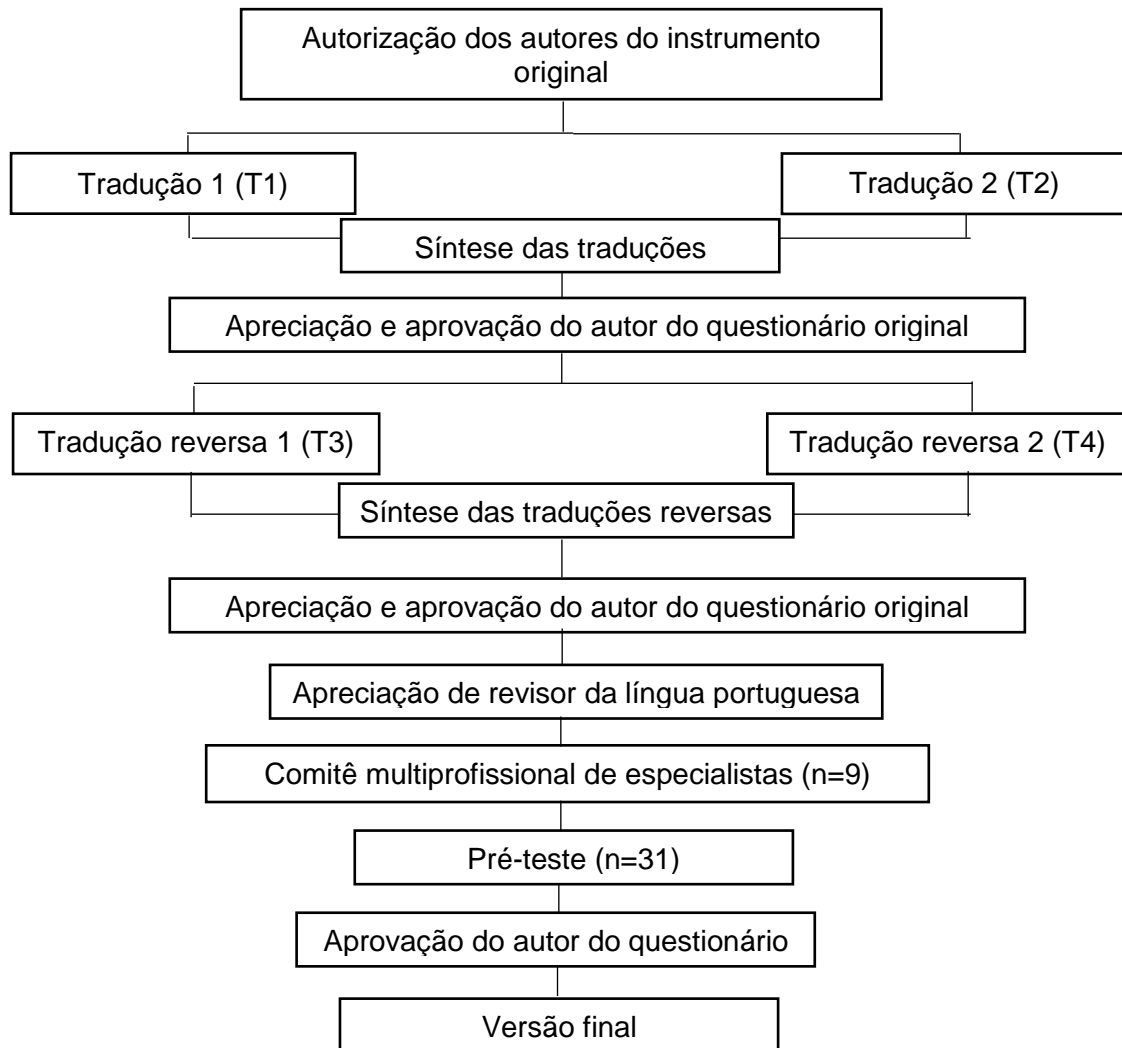 Autorização dos autores do instrumento
original
Tradução 1 (T1)
Tradução 2 (T2)
Síntese das traduções
Apreciação e aprovação do autor do questionário original
Tradução reversa 1 (T3)
Tradução reversa 2 (T4)
Síntese das traduções reversas
Apreciação e aprovação do autor do questionário original
Apreciação de revisor da língua portuguesa
Comitê multiprofissional de especialistas (n=9)
Pré-teste (n=31)
Aprovação do autor do questionário
Versão final